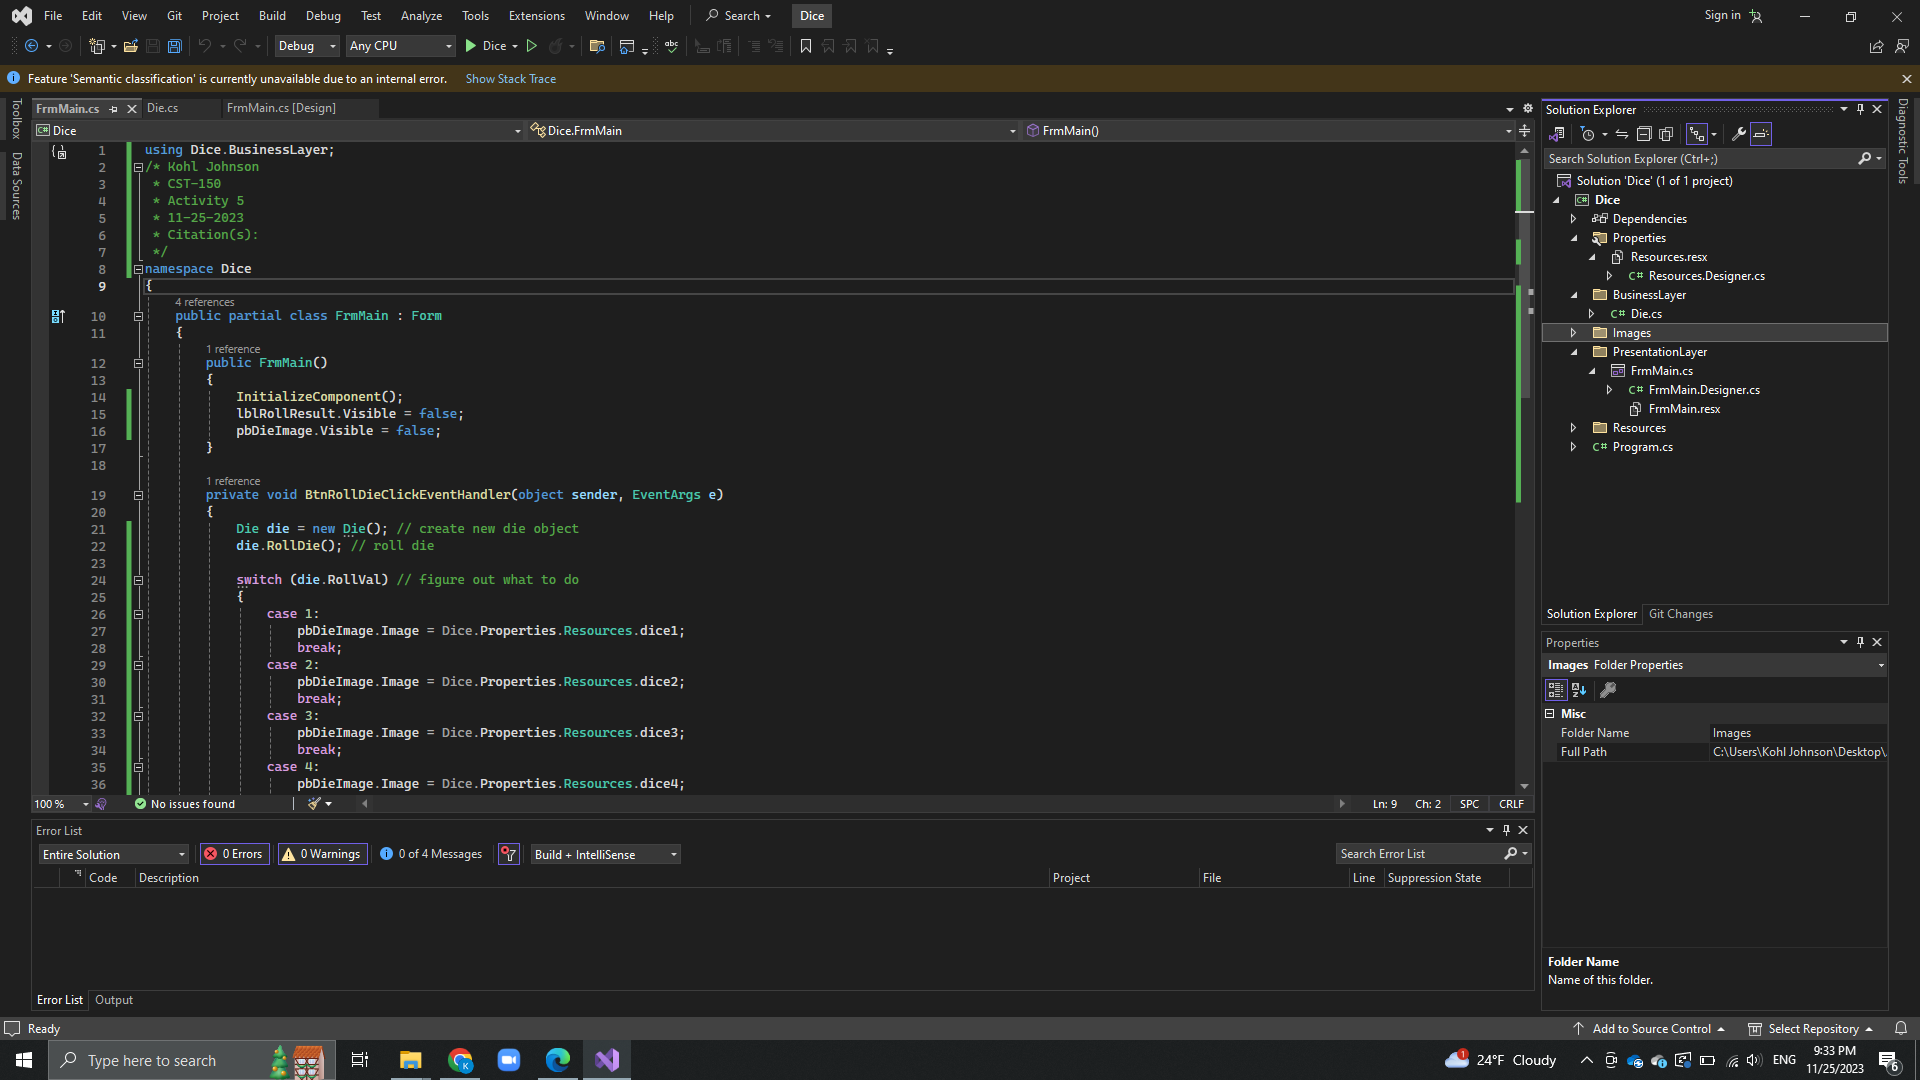 File Edit View Git Project Build Debug Test Analyze Tools Extensions Window Help Search Dice Sign in
Debug Any CPU Dice
Feature 'Semantic classification' is currently unavailable due to an internal error. Show Stack Trace
Toolbox
Data Sources
FrmMain.cs Die.cs FrmMain.cs [Design]
Dice Dice.FrmMain FrmMain()
1 using Dice.BusinessLayer;
2 /* Kohl Johnson
3 * CST-150
4 * Activity 5
5 * 11-25-2023
6 * Citation(s):
7 */
8 namespace Dice
9 {
4 references
10 public partial class FrmMain : Form
11 {
1 reference
12 public FrmMain()
13 {
14 InitializeComponent();
15 lblRollResult.Visible = false;
16 pbDieImage.Visible = false;
17 }
18
1 reference
19 private void BtnRollDieClickEventHandler(object sender, EventArgs e)
20 {
21 Die die = new Die(); // create new die object
22 die.RollDie(); // roll die
23
24 switch (die.RollVal) // figure out what to do
25 {
26 case 1:
27 pbDieImage.Image = Dice.Properties.Resources.dice1;
28 break;
29 case 2:
30 pbDieImage.Image = Dice.Properties.Resources.dice2;
31 break;
32 case 3:
33 pbDieImage.Image = Dice.Properties.Resources.dice3;
34 break;
35 case 4:
36 pbDieImage.Image = Dice.Properties.Resources.dice4;
100 % No issues found Ln: 9 Ch: 2 SPC CRLF
Error List
Entire Solution 0 Errors 0 Warnings 0 of 4 Messages Build + IntelliSense Search Error List
Code Description Project File Line Suppression State
Error List Output
Solution Explorer
Search Solution Explorer (Ctrl+;)
Solution 'Dice' (1 of 1 project)
Dice
Dependencies
Properties
Resources.resx
C# Resources.Designer.cs
BusinessLayer
C# Die.cs
Images
PresentationLayer
FrmMain.cs
C# FrmMain.Designer.cs
FrmMain.resx
Resources
C# Program.cs
Solution Explorer Git Changes
Properties
Images Folder Properties
Misc
Folder Name Images
Full Path C:\Users\Kohl Johnson\Desktop\
Folder Name
Name of this folder.
Diagnostic Tools
Ready Add to Source Control Select Repository
Type here to search 1 24°F Cloudy ENG 9:33 PM
11/25/2023
6